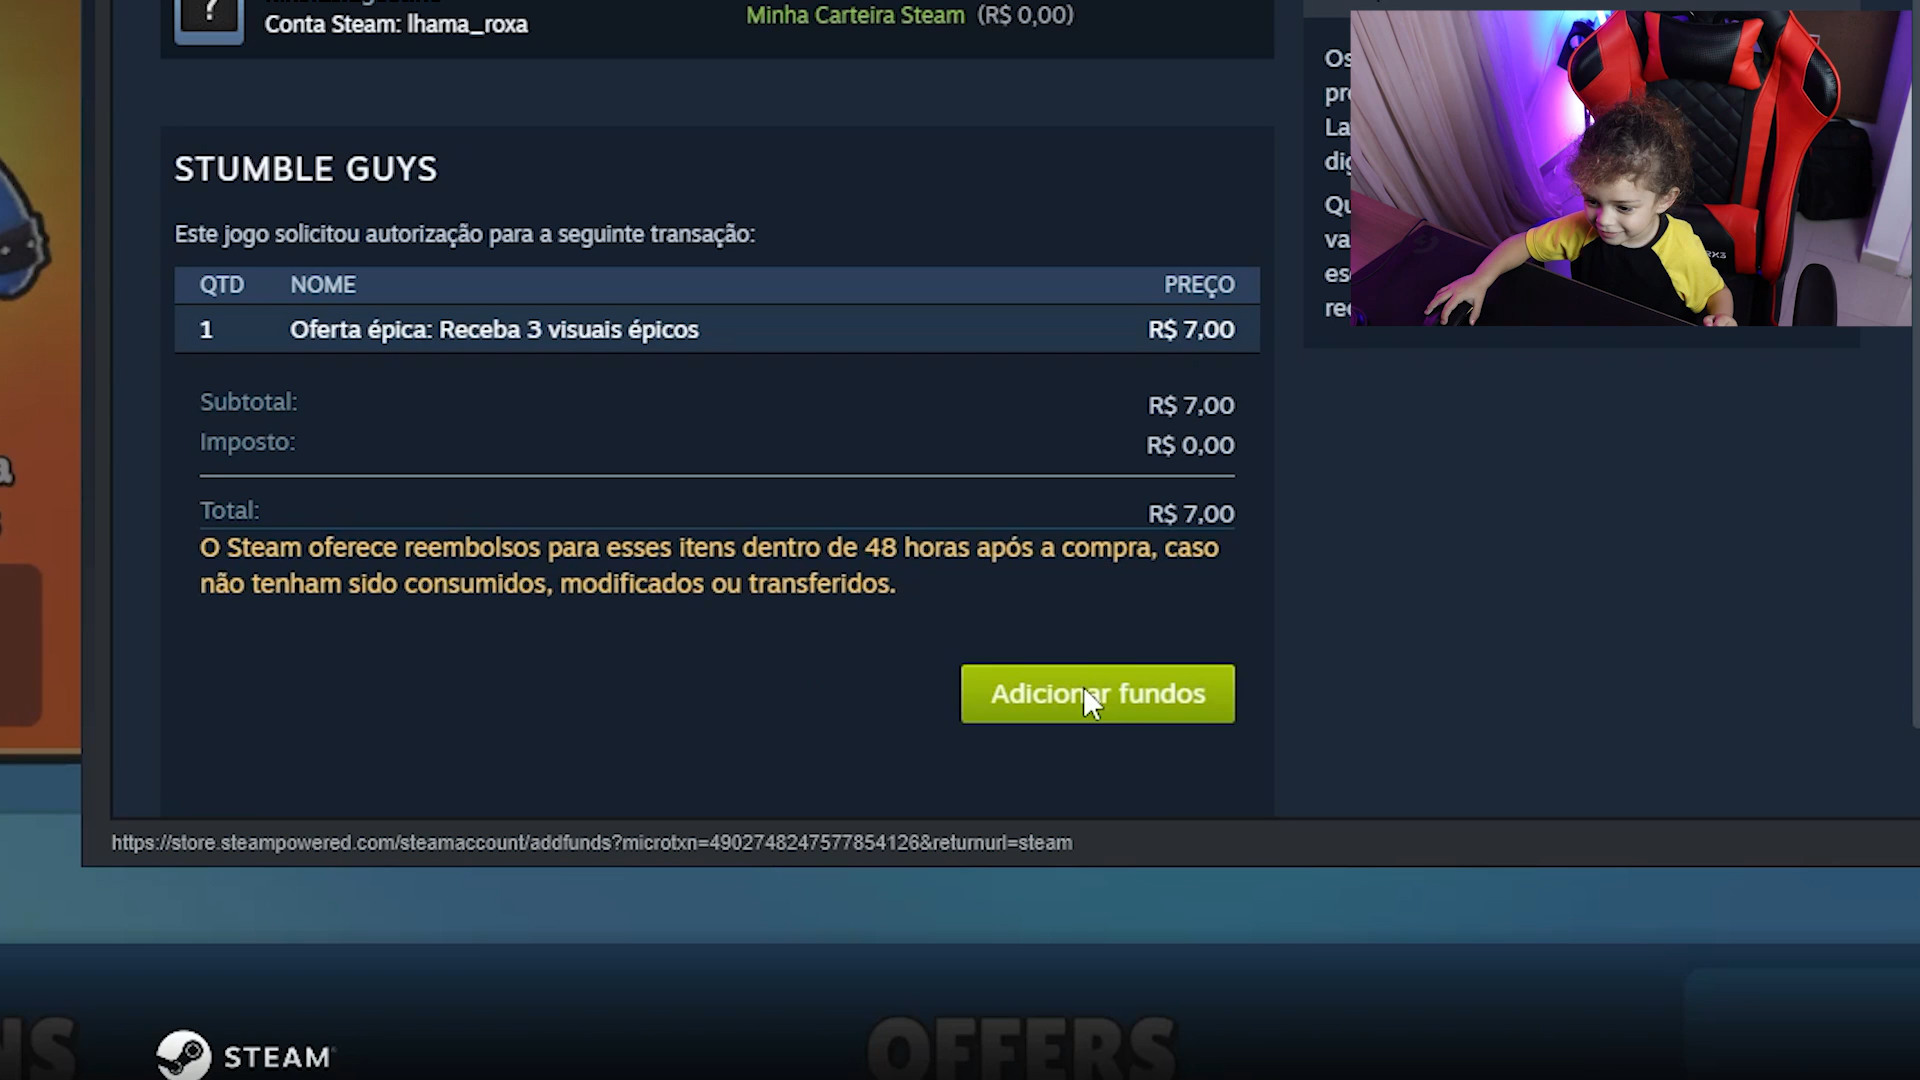 Conta Steam: lhama_roxa
Minha Carteira Steam (R$ 0,00)
STUMBLE GUYS
Este jogo solicitou autorização para a seguinte transação:
QTD NOME PREÇO
1 Oferta épica: Receba 3 visuais épicos R$ 7,00
Subtotal: R$ 7,00
Imposto: R$ 0,00
Total: R$ 7,00
O Steam oferece reembolsos para esses itens dentro de 48 horas após a compra, caso
não tenham sido consumidos, modificados ou transferidos.
Adicionar fundos
https://store.steampowered.com/steamaccount/addfunds?microtxn=4902748247577854126&returnurl=steam
OFFERS
STEAM